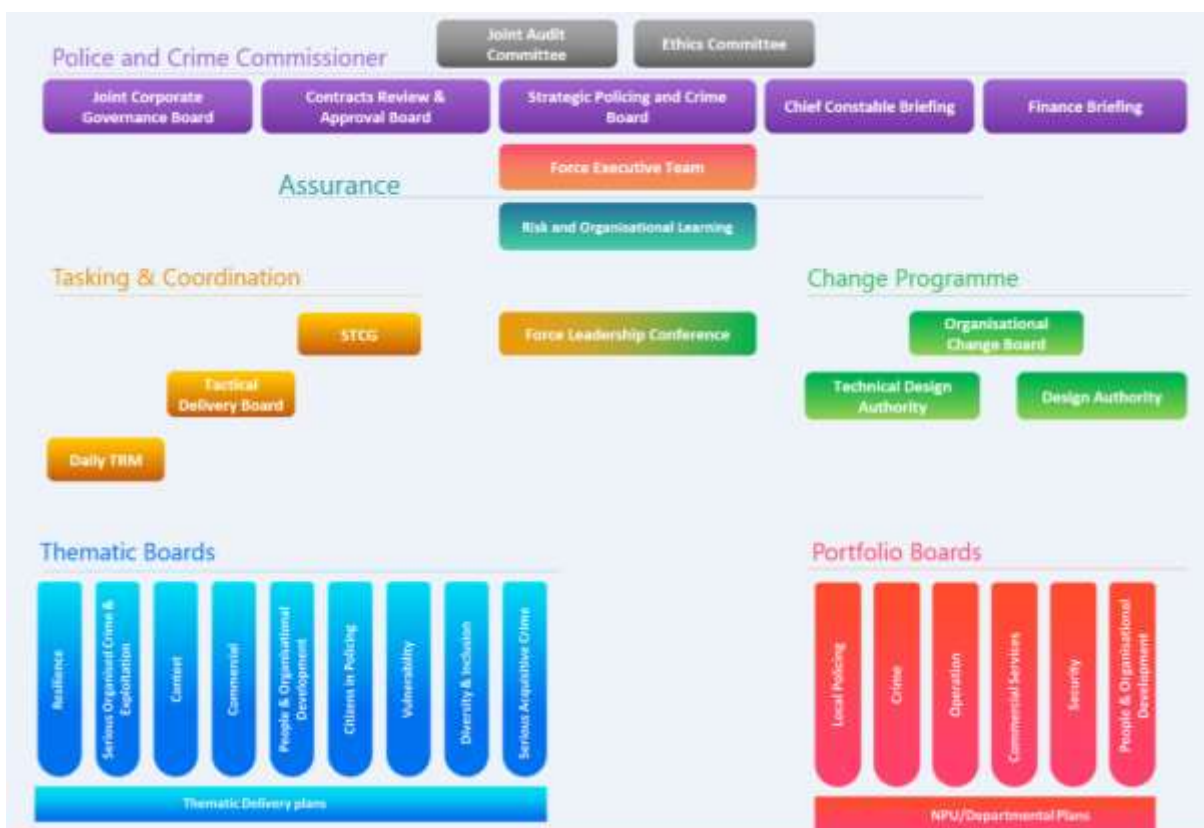 Joint Audit
Committee
Ethics Committee
Police and Crime Commissioner
Joint Corporate
Governance Board
Contracts Review &
Approval Board
Strategic Policing and Crime
Board
Chief Constable Briefing
Finance Briefing
Force Executive Team
Assurance
Risk and Organisational Learning
Tasking & Coordination
Change Programme
STCG
Force Leadership Conference
Organisational
Change Board
Tactical
Delivery Board
Technical Design
Authority
Design Authority
Daily TRM
Thematic Boards
Portfolio Boards
Resilience
Serious Organised Crime &
Exploitation
Contact
Commercial
People & Organisational
Development
Citizens in Policing
Vulnerability
Diversity & Inclusion
Serious Acquisitive Crime
Local Policing
Crime
Operation
Commercial Services
Security
People & Organisational
Development
Thematic Delivery plans
NPU/Departmental Plans